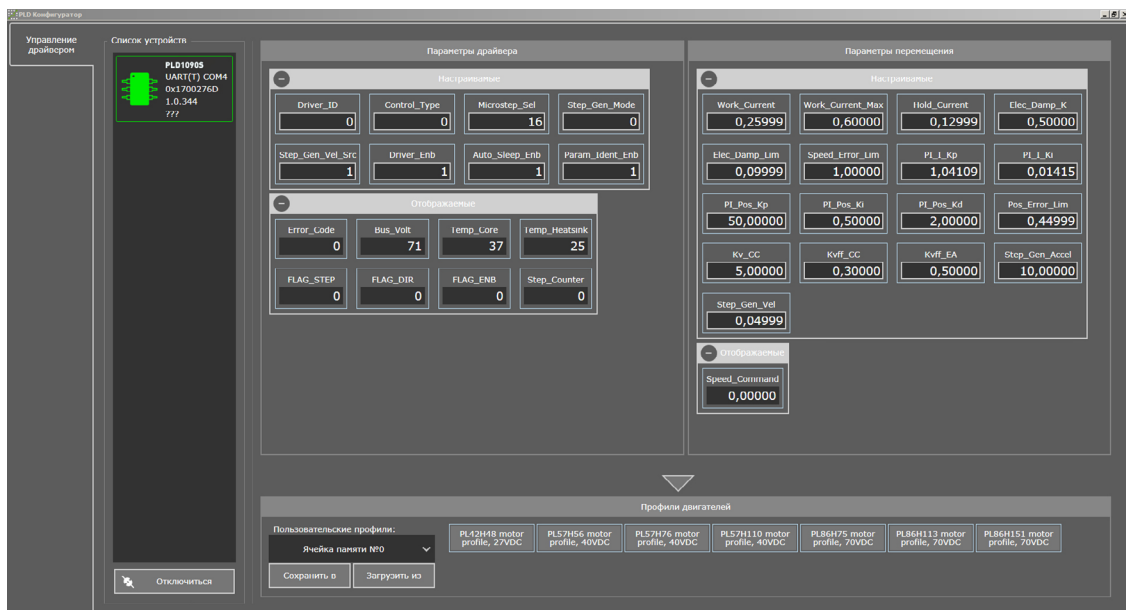 PLD Конфигуратор
Управление
драйвером
Список устройств
PLD10905
UART(T) COM4
0x1700276D
1.0.344
???
Отключиться
Параметры драйвера
Настраиваемые
Driver_ID
0
Control_Type
0
Microstep_Sel
16
Step_Gen_Mode
0
Step_Gen_Vel_Src
1
Driver_Enb
1
Auto_Sleep_Enb
1
Param_Ident_Enb
1
Отображаемые
Error_Code
0
Bus_Volt
71
Temp_Core
37
Temp_Heatsink
25
FLAG_STEP
0
FLAG_DIR
0
FLAG_ENB
0
Step_Counter
0
Параметры перемещения
Настраиваемые
Work_Current
0,25999
Work_Current_Max
0,60000
Hold_Current
0,12999
Elec_Damp_K
0,50000
Elec_Damp_Lim
0,09999
Speed_Error_Lim
1,00000
PI_I_Kp
1,04109
PI_I_Ki
0,01415
PI_Pos_Kp
50,00000
PI_Pos_Ki
0,50000
PI_Pos_Kd
2,00000
Pos_Error_Lim
0,44999
Kv_CC
5,00000
Kvff_CC
0,30000
Kvff_EA
0,50000
Step_Gen_Accel
10,00000
Step_Gen_Vel
0,04999
Отображаемые
Speed_Command
0,00000
Профили двигателей
Пользовательские профили:
Ячейка памяти №0
Сохранить в
Загрузить из
PL42H48 motor
profile, 27VDC
PL57H56 motor
profile, 40VDC
PL57H76 motor
profile, 40VDC
PL57H110 motor
profile, 40VDC
PL86H75 motor
profile, 70VDC
PL86H113 motor
profile, 70VDC
PL86H151 motor
profile, 70VDC